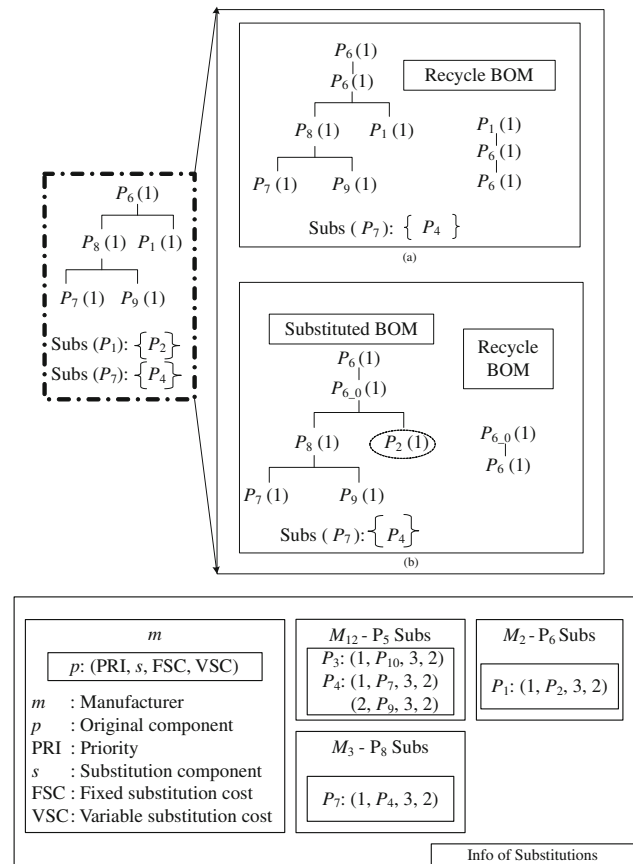 P6 (1)
P8 (1) P1 (1)
P7 (1) P9 (1)
Subs (P1): {P2}
Subs (P7): {P4}
P6 (1)
P6 (1)
Recycle BOM
P8 (1) P1 (1)
P7 (1) P9 (1)
P1 (1)
P6 (1)
P6 (1)
Subs (P7): { P4 }
(a)
Substituted BOM
P6 (1)
P6_0 (1)
Recycle
BOM
P8 (1) P2 (1)
P7 (1) P9 (1)
P6_0 (1)
P6 (1)
Subs (P7): {P4}
(b)
m
p: (PRI, s, FSC, VSC)
m : Manufacturer
p : Original component
PRI : Priority
s : Substitution component
FSC : Fixed substitution cost
VSC: Variable substitution cost
M12 - P5 Subs
P3: (1, P10, 3, 2)
P4: (1, P7, 3, 2)
(2, P9, 3, 2)
M2 - P6 Subs
P1: (1, P2, 3, 2)
M3 - P8 Subs
P7: (1, P4, 3, 2)
Info of Substitutions